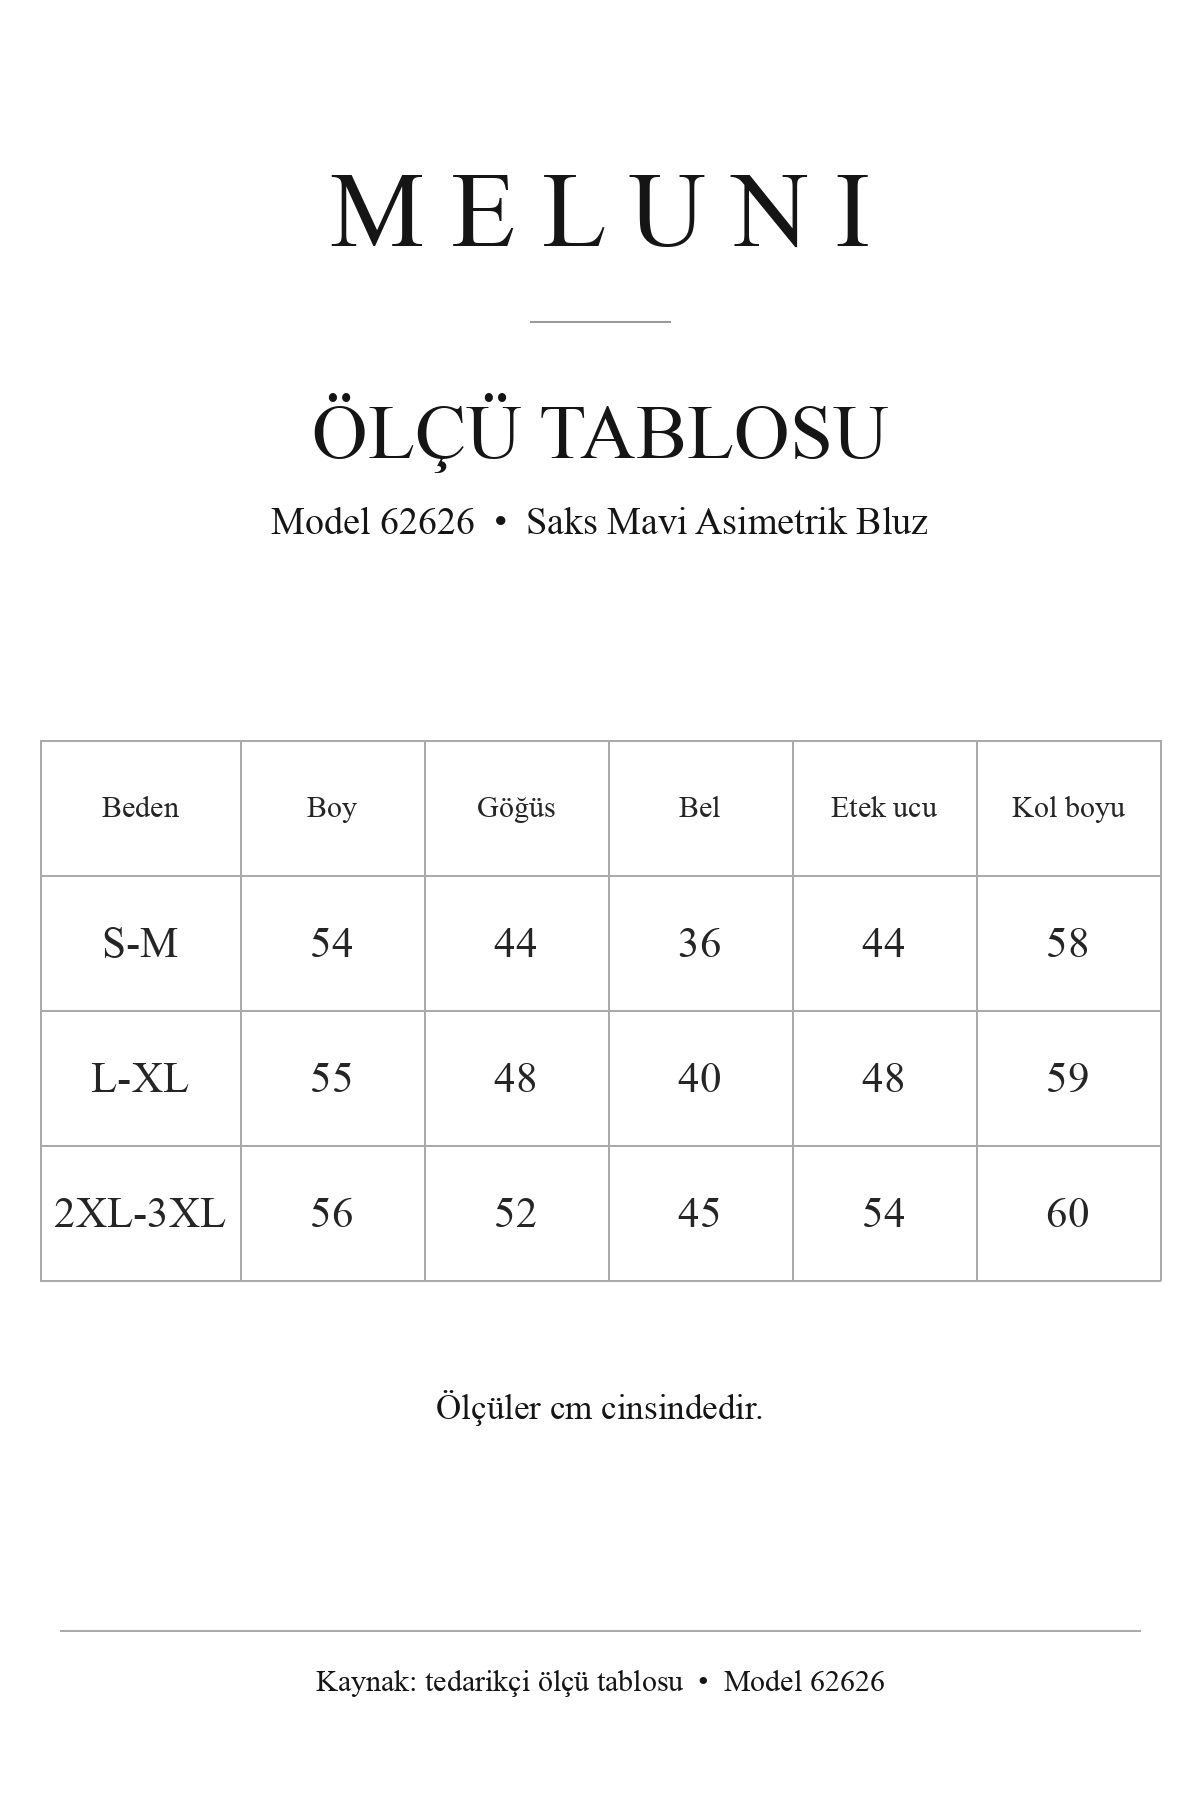 MELUNI
ÖLÇÜ TABLOSU
Model 62626 • Saks Mavi Asimetrik Bluz
Beden Boy Göğüs Bel Etek ucu Kol boyu
S-M 54 44 36 44 58
L-XL 55 48 40 48 59
2XL-3XL 56 52 45 54 60
Ölçüler cm cinsindedir.
Kaynak: tedarikçi ölçü tablosu • Model 62626